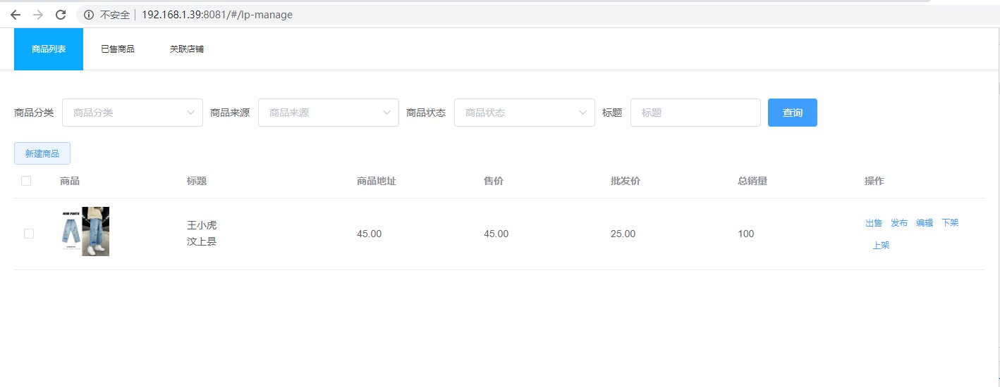 不安全 192.168.1.39:8081/#/lp-manage
商品列表 已售商品 关联店铺
商品分类 商品分类 商品来源 商品来源 商品状态 商品状态 标题 标题 查询
新建商品
商品 标题 商品地址 售价 批发价 总销量 操作
NEW PANTS
王小虎
汶上县
45.00 45.00 25.00 100
出售 发布 编辑 下架
上架